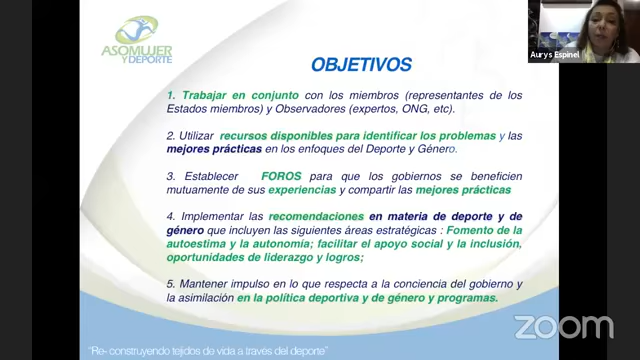 ASOMUJER
Y DEPORTE
Aurys Espinel
OBJETIVOS
1. Trabajar en conjunto con los miembros (representantes de los
Estados miembros) y Observadores (expertos, ONG, etc).
2. Utilizar recursos disponibles para identificar los problemas y las
mejores prácticas en los enfoques del Deporte y Género.
3. Establecer FOROS para que los gobiernos se beneficien
mutuamente de sus experiencias y compartir las mejores prácticas
4. Implementar las recomendaciones en materia de deporte y de
género que incluyen las siguientes áreas estratégicas : Fomento de la
autoestima y la autonomía; facilitar el apoyo social y la inclusión,
oportunidades de liderazgo y logros;
5. Mantener impulso en lo que respecta a la conciencia del gobierno y
la asimilación en la política deportiva y de género y programas.
zoom
"Re- construyendo tejidos de vida a través del deporte"